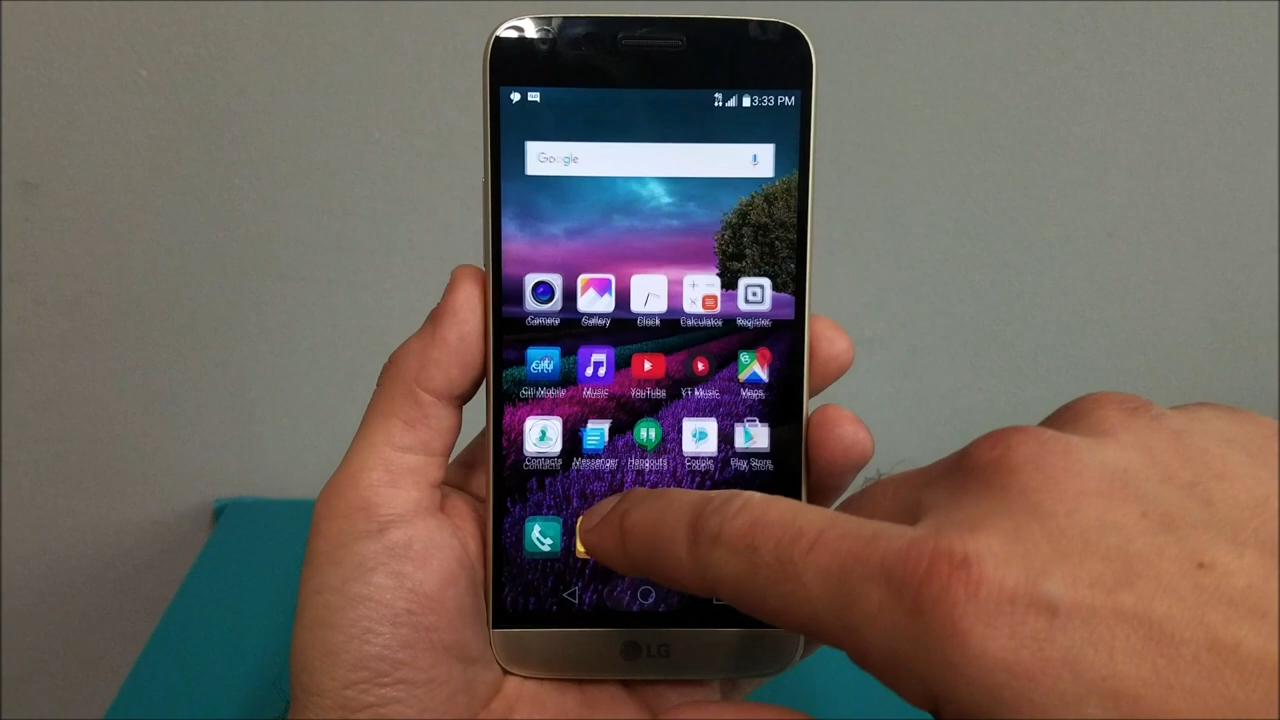 3:33 PM
Google
Camera Gallery Clock Calculator Register
citi
Citi Mobile Music YouTube YT Music Maps
Contacts Messenger Hangouts Couple Play Store
LG